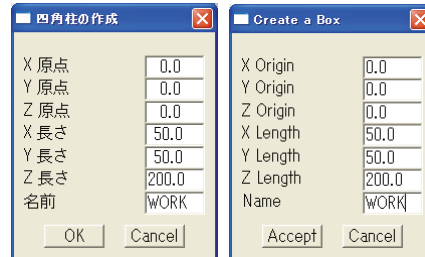 四角柱の作成
X 原点 0.0
Y 原点 0.0
Z 原点 0.0
X 長さ 50.0
Y 長さ 50.0
Z 長さ 200.0
名前 WORK
OK Cancel
Create a Box
X Origin 0.0
Y Origin 0.0
Z Origin 0.0
X Length 50.0
Y Length 50.0
Z Length 200.0
Name WORK
Accept Cancel